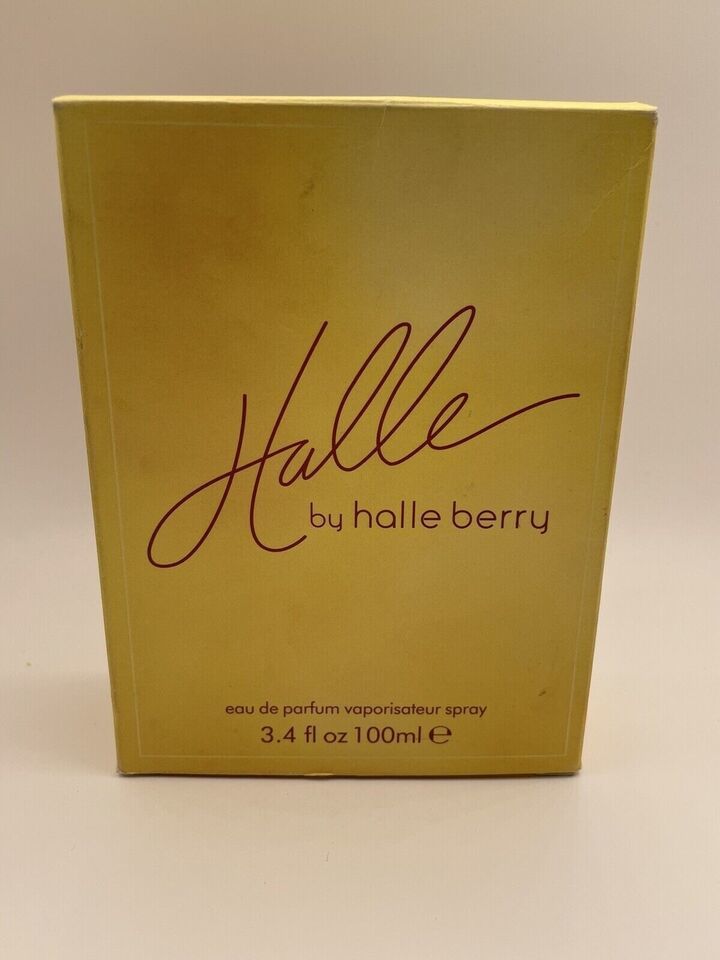 Halle
by halle berry
eau de parfum vaporisateur spray
3.4 fl oz 100ml ℮